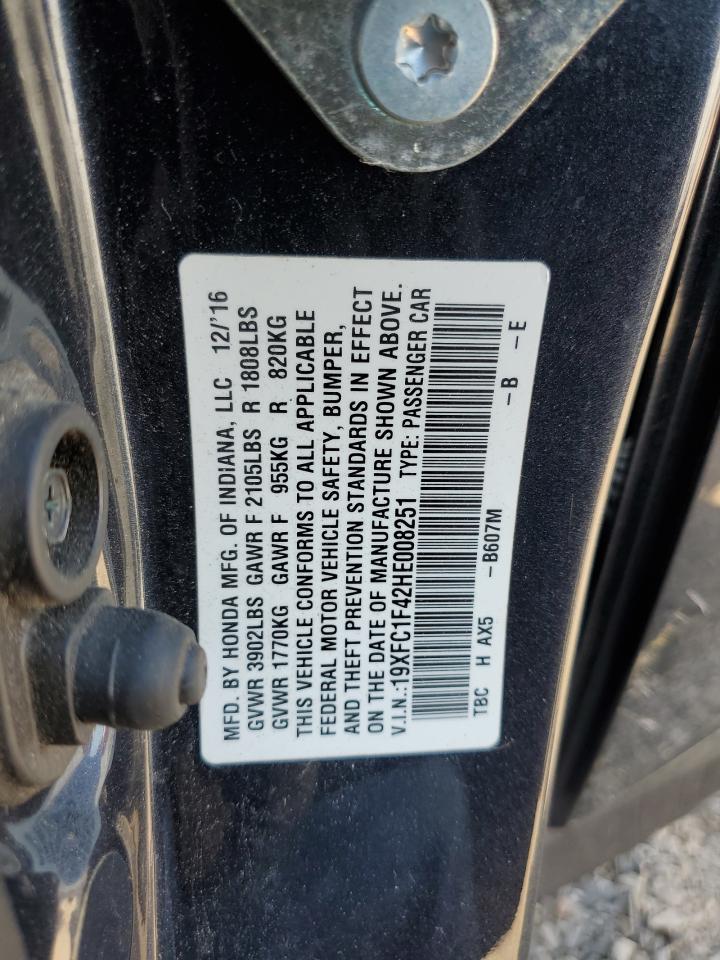 MFD. BY HONDA MFG. OF INDIANA, LLC 12/'16
GVWR 3902LBS GAWR F 2105LBS R 1808LBS
GVWR 1770KG GAWR F 955KG R 820KG
THIS VEHICLE CONFORMS TO ALL APPLICABLE
FEDERAL MOTOR VEHICLE SAFETY, BUMPER,
AND THEFT PREVENTION STANDARDS IN EFFECT
ON THE DATE OF MANUFACTURE SHOWN ABOVE.
V.I.N.:19XFC1F42HE008251 TYPE: PASSENGER CAR
TBC H AX5 -B607M -B -E